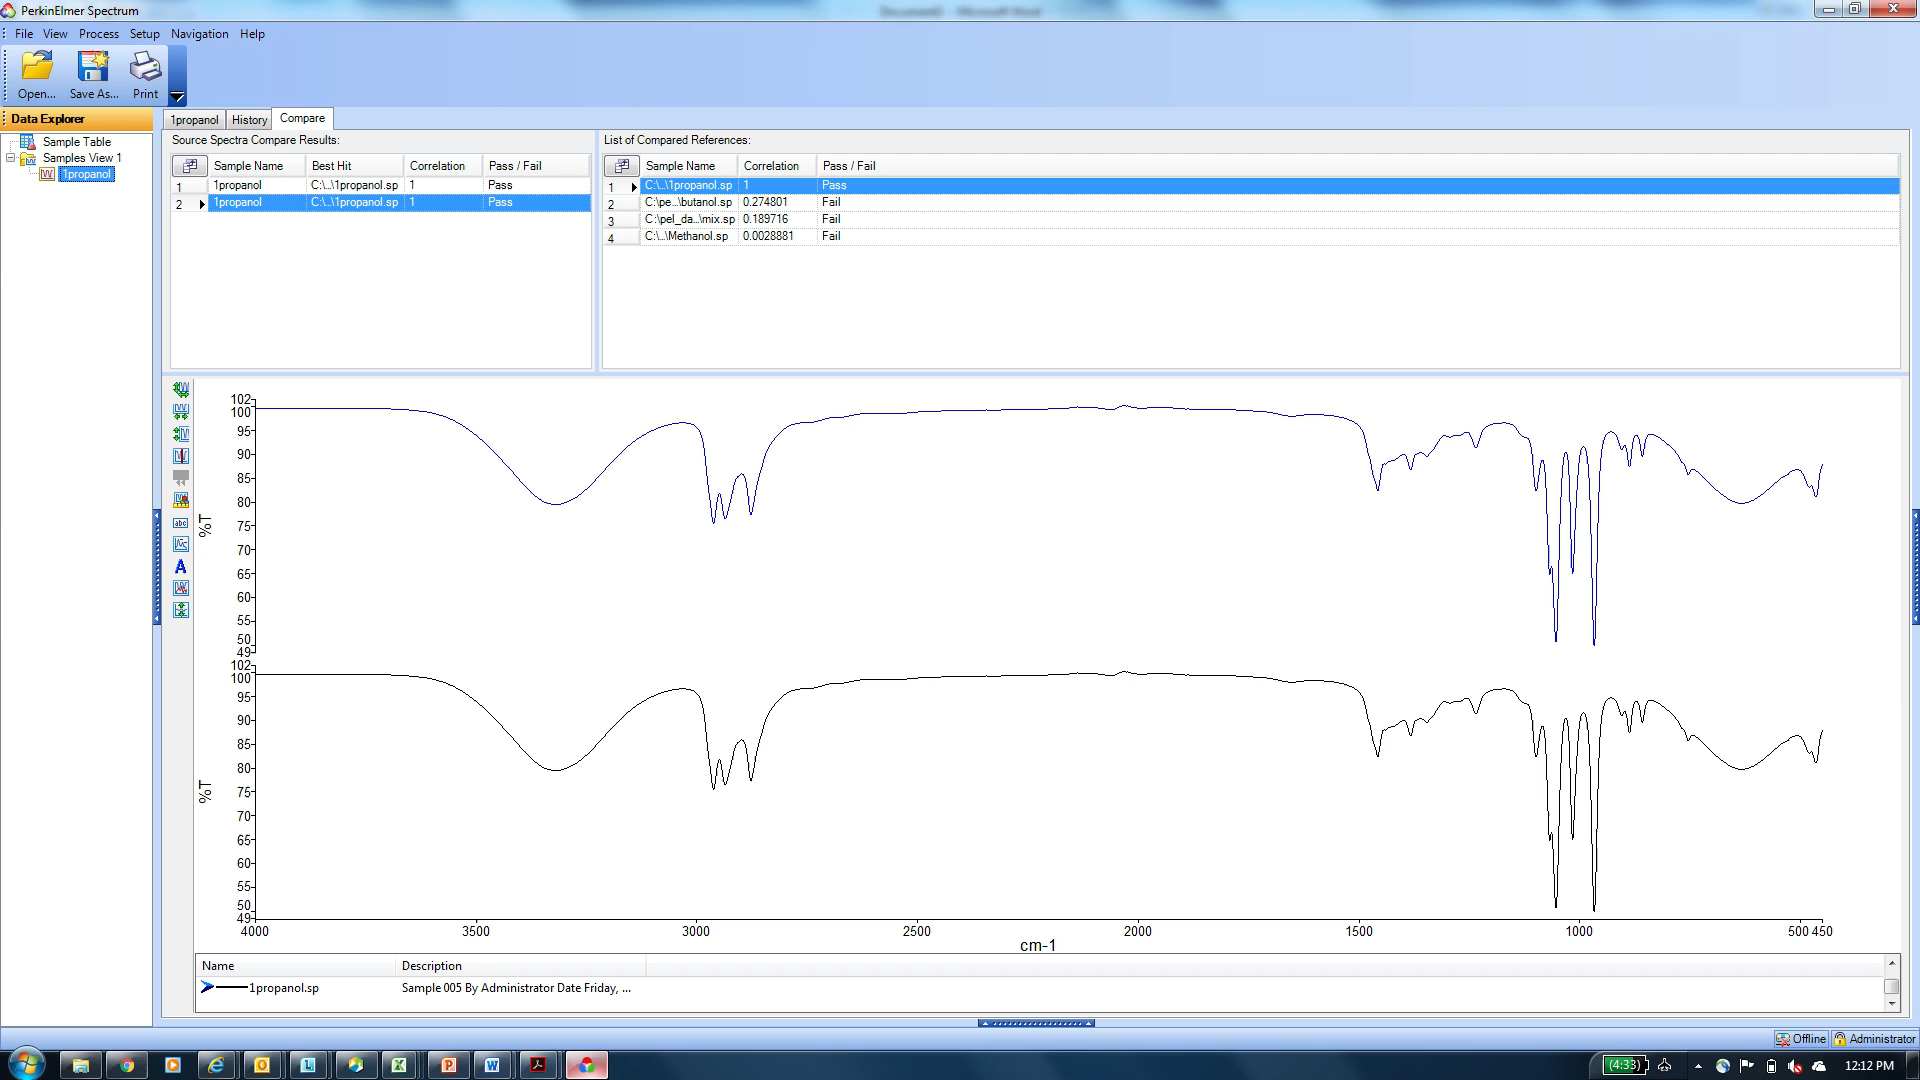 PerkinElmer Spectrum
File View Process Setup Navigation Help
Open... Save As... Print
Data Explorer
Sample Table
Samples View 1
1propanol
1propanol History Compare
Source Spectra Compare Results:
Sample Name Best Hit Correlation Pass / Fail
1 1propanol C:\..\1propanol.sp 1 Pass
2 1propanol C:\..\1propanol.sp 1 Pass
List of Compared References:
Sample Name Correlation Pass / Fail
1 C:\..\1propanol.sp 1 Pass
2 C:\pe...\butanol.sp 0.274801 Fail
3 C:\pel_da...\mix.sp 0.189716 Fail
4 C:\...\Methanol.sp 0.0028881 Fail
abc
A
102
100
95
90
85
80
75
70
65
60
55
50
49
%T
102
100
95
90
85
80
75
70
65
60
55
50
49
%T
4000 3500 3000 2500 2000 1500 1000 500 450
cm-1
Name Description
1propanol.sp Sample 005 By Administrator Date Friday, ...
Offline Administrator
(4:33) 12:12 PM